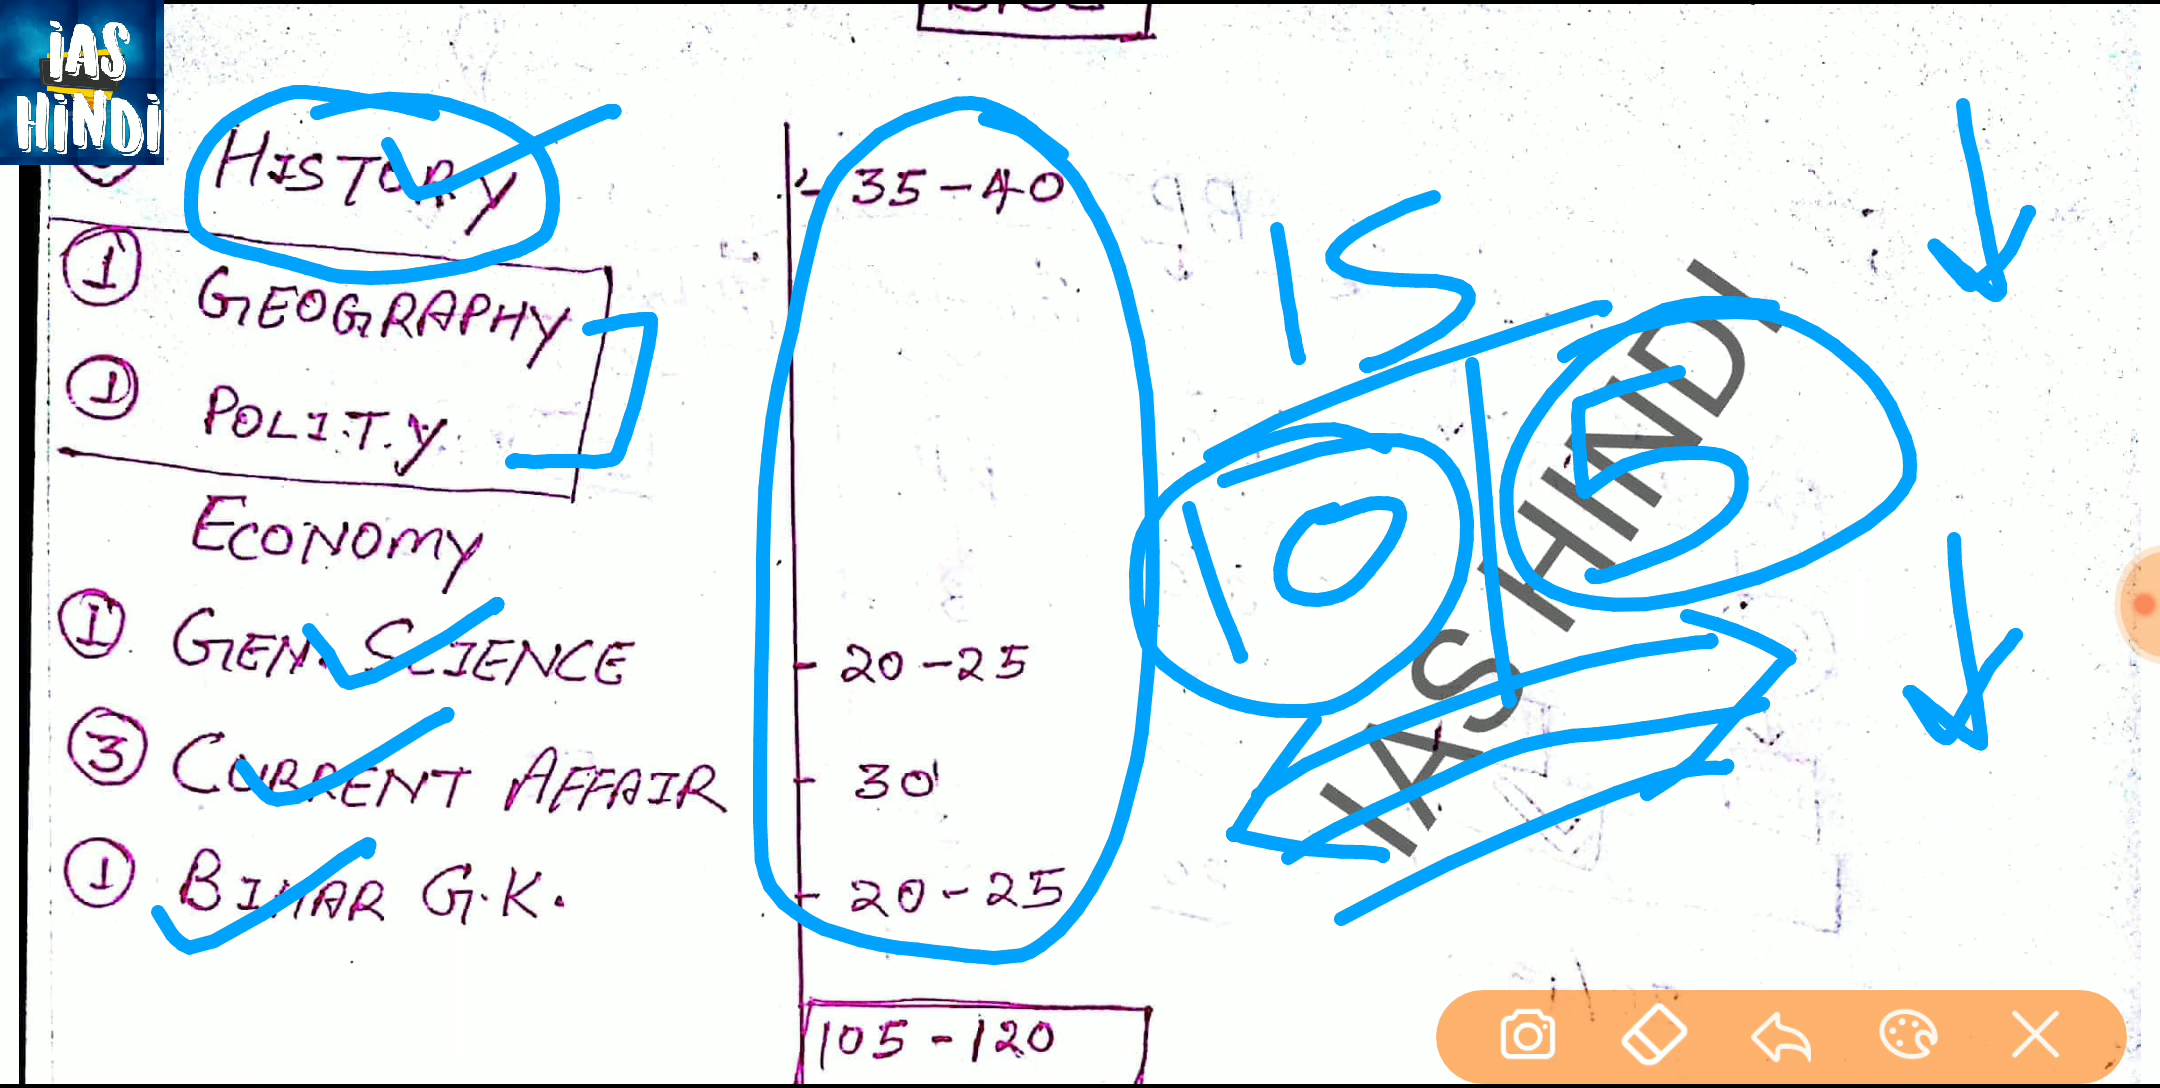 IAS
HINDI
HISTORY - 35-40
① GEOGRAPHY
① POLITY
ECONOMY
① GEN. SCIENCE - 20-25
③ CURRENT AFFAIR - 30
① BIHAR G.K. - 20-25
105-120
15
10 5
IAS HINDI